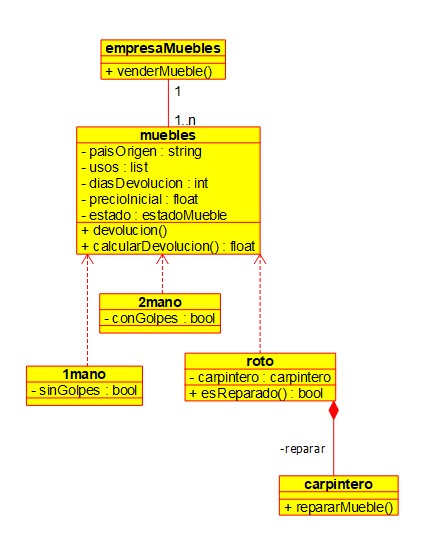 empresaMuebles
+ venderMueble()
1
1..n
muebles
- paisOrigen : string
- usos : list
- diasDevolucion : int
- precioInicial : float
- estado : estadoMueble
+ devolucion()
+ calcularDevolucion() : float
2mano
- conGolpes : bool
1mano
- sinGolpes : bool
roto
- carpintero : carpintero
+ esReparado() : bool
-reparar
carpintero
+ repararMueble()